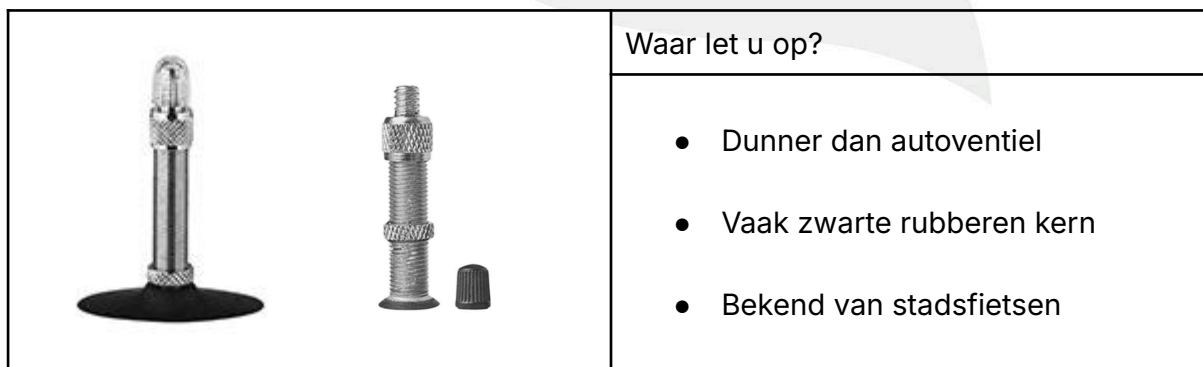 Waar let u op?
● Dunner dan autoventiel
● Vaak zwarte rubberen kern
● Bekend van stadsfietsen